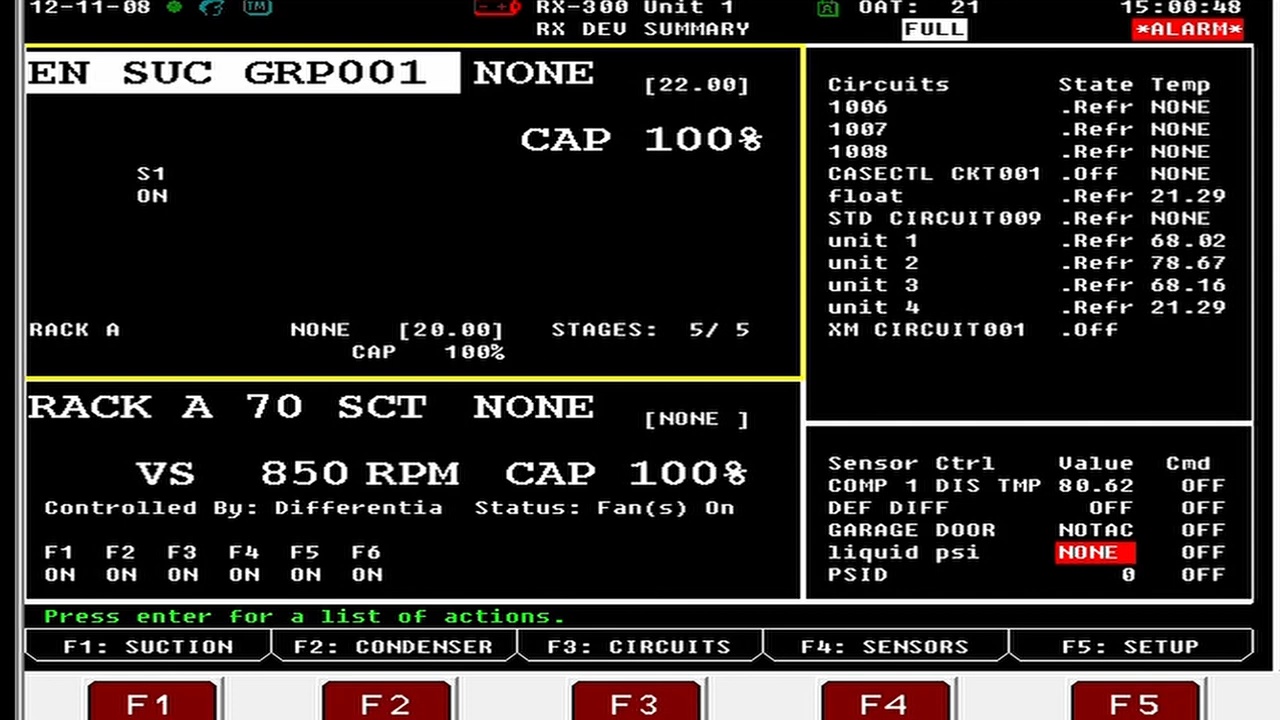 12-11-08 TM RX-300 Unit 1 OAT: 21 15:00:48
RX DEV SUMMARY FULL *ALARM*
EN SUC GRP001 NONE [22.00]
CAP 100%
S1
ON
RACK A NONE [20.00] STAGES: 5/ 5
CAP 100%
RACK A 70 SCT NONE [NONE ]
VS 850 RPM CAP 100%
Controlled By: Differentia Status: Fan(s) On
F1 F2 F3 F4 F5 F6
ON ON ON ON ON ON
Circuits State Temp
1006 .Refr NONE
1007 .Refr NONE
1008 .Refr NONE
CASECTL CKT001 .Off NONE
float .Refr 21.29
STD CIRCUIT009 .Refr NONE
unit 1 .Refr 68.02
unit 2 .Refr 78.67
unit 3 .Refr 68.16
unit 4 .Refr 21.29
XM CIRCUIT001 .Off
Sensor Ctrl Value Cmd
COMP 1 DIS TMP 80.62 OFF
DEF DIFF OFF OFF
GARAGE DOOR NOTAC OFF
liquid psi NONE OFF
PSID 0 OFF
Press enter for a list of actions.
F1: SUCTION F2: CONDENSER F3: CIRCUITS F4: SENSORS F5: SETUP
F1 F2 F3 F4 F5